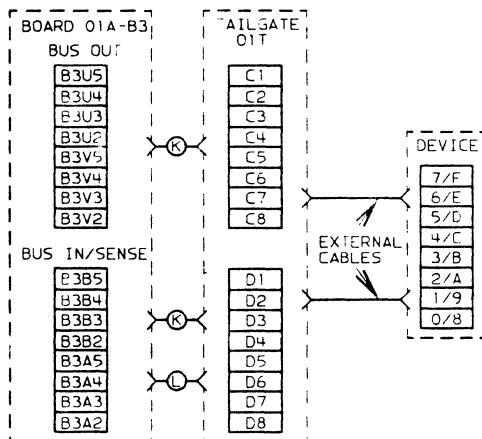 BOARD 01A-B3
BUS OUT
B3U5
B3U4
B3U3
B3U2
B3V5
B3V4
B3V3
B3V2
BUS IN/SENSE
B3B5
B3B4
B3B3
B3B2
B3A5
B3A4
B3A3
B3A2
K
K
L
TAILGATE
01T
C1
C2
C3
C4
C5
C6
C7
C8
D1
D2
D3
D4
D5
D6
D7
D8
EXTERNAL
CABLES
DEVICE
7/F
6/E
5/D
4/C
3/B
2/A
1/9
0/8